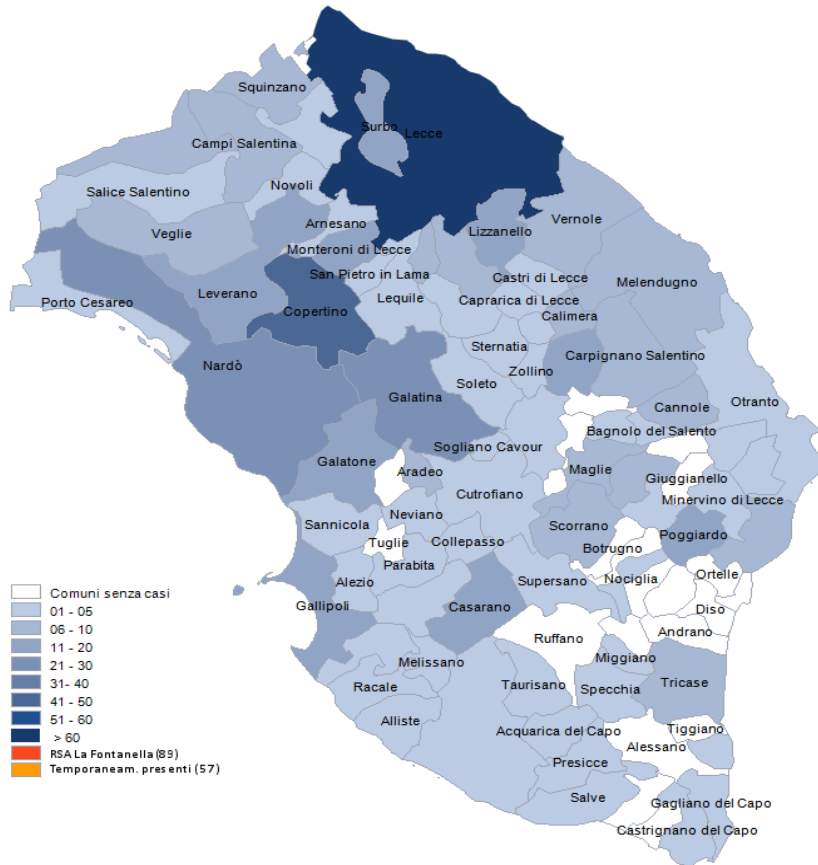 Squinzano
Surbo
Lecce
Campi Salentina
Salice Salentino
Novoli
Vernole
Arnesano
Lizzanello
Veglie
Monteroni di Lecce
San Pietro in Lama
Castri di Lecce
Melendugno
Leverano
Lequile
Caprarica di Lecce
Porto Cesareo
Copertino
Calimera
Sternatia
Carpignano Salentino
Nardò
Zollino
Soleto
Galatina
Cannole
Otranto
Bagnolo del Salento
Sogliano Cavour
Galatone
Aradeo
Maglie
Giuggianello
Cutrofiano
Minervino di Lecce
Neviano
Sannicola
Scorrano
Tuglie
Collepasso
Botrugno
Poggiardo
Parabita
Ortelle
Alezio
Supersano
Nociglia
Gallipoli
Casarano
Diso
Ruffano
Andrano
Melissano
Miggiano
Racale
Taurisano
Specchia
Tricase
Alliste
Acquarica del Capo
Tiggiano
Alessano
Presicce
Salve
Gagliano del Capo
Castrignano del Capo
Comuni senza casi
01 - 05
06 - 10
11 - 20
21 - 30
31- 40
41 - 50
51 - 60
> 60
RSA La Fontanella (89)
Temporaneam. presenti (57)